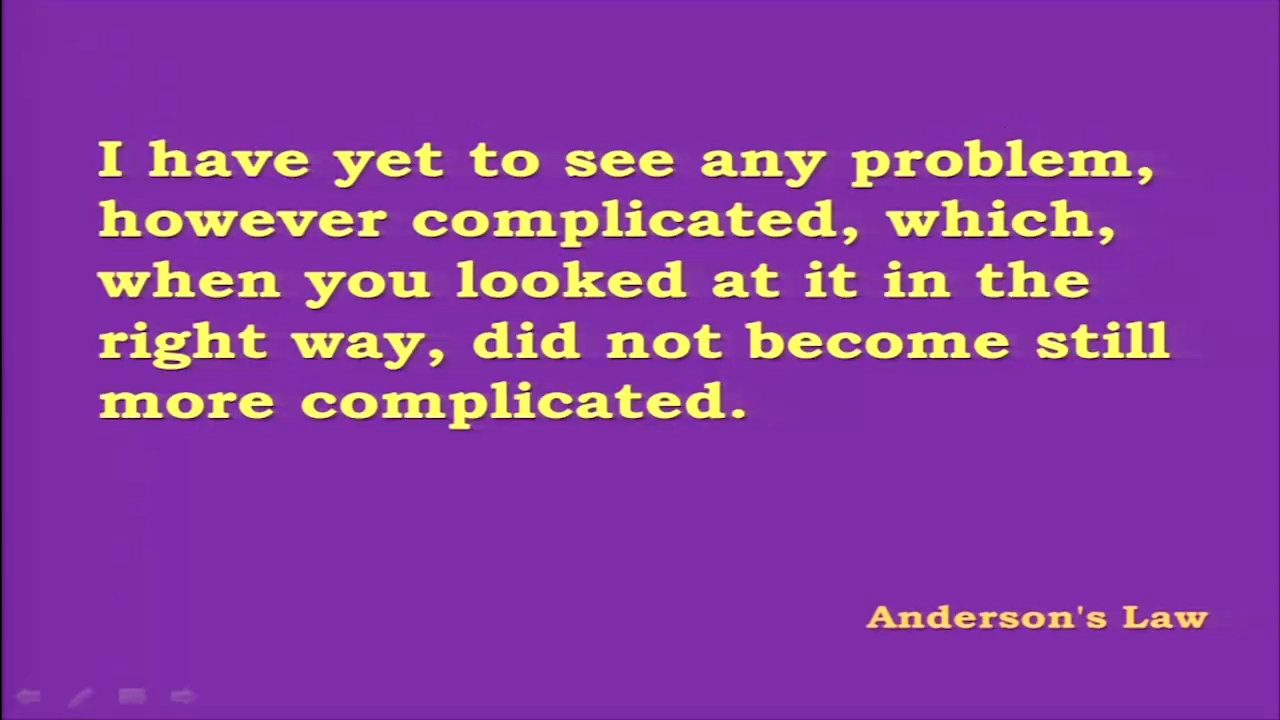 I have yet to see any problem,
however complicated, which,
when you looked at it in the
right way, did not become still
more complicated.
Anderson's Law